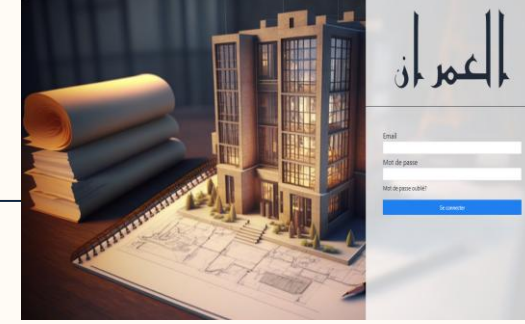 العمران
Email
Mot de passe
Mot de passe oublié?
Se connecter